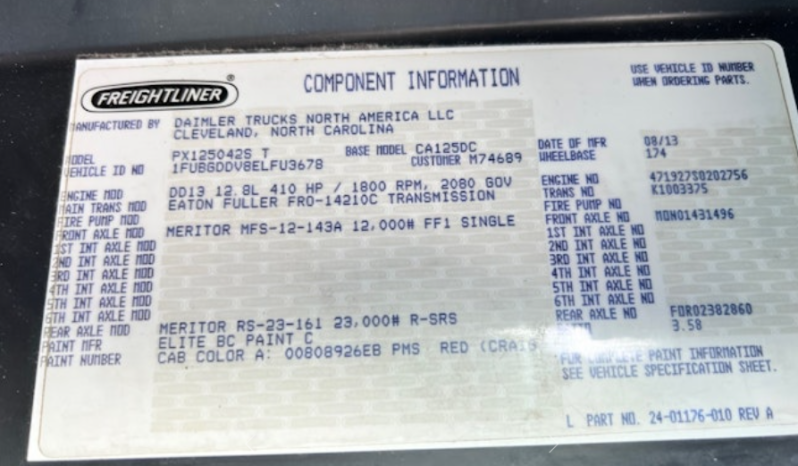 FREIGHTLINER®
COMPONENT INFORMATION
USE VEHICLE ID NUMBER
WHEN ORDERING PARTS.
MANUFACTURED BY DAIMLER TRUCKS NORTH AMERICA LLC
CLEVELAND, NORTH CAROLINA
MODEL PX125042S T BASE MODEL CA125DC DATE OF MFR 08/13
VEHICLE ID NO 1FUBGDDV8ELFU3678 CUSTOMER M74689 WHEELBASE 174
ENGINE MOD DD13 12.8L 410 HP / 1800 RPM, 2080 GOV ENGINE NO 471927S0202756
MAIN TRANS MOD EATON FULLER FRO-14210C TRANSMISSION TRANS NO K1003375
FIRE PUMP MOD FIRE PUMP NO
FRONT AXLE MOD MERITOR MFS-12-143A 12,000# FF1 SINGLE FRONT AXLE NO MON01431496
1ST INT AXLE MOD 1ST INT AXLE NO
2ND INT AXLE MOD 2ND INT AXLE NO
3RD INT AXLE MOD 3RD INT AXLE NO
4TH INT AXLE MOD 4TH INT AXLE NO
5TH INT AXLE MOD 5TH INT AXLE NO
6TH INT AXLE MOD 6TH INT AXLE NO
REAR AXLE MOD MERITOR RS-23-161 23,000# R-SRS REAR AXLE NO FOR02382860
PAINT MFR ELITE BC PAINT C 3.58
PAINT NUMBER CAB COLOR A: 00808926EB PMS RED (CRAIG
FOR COMPLETE PAINT INFORMATION
SEE VEHICLE SPECIFICATION SHEET.
L PART NO. 24-01176-010 REV A